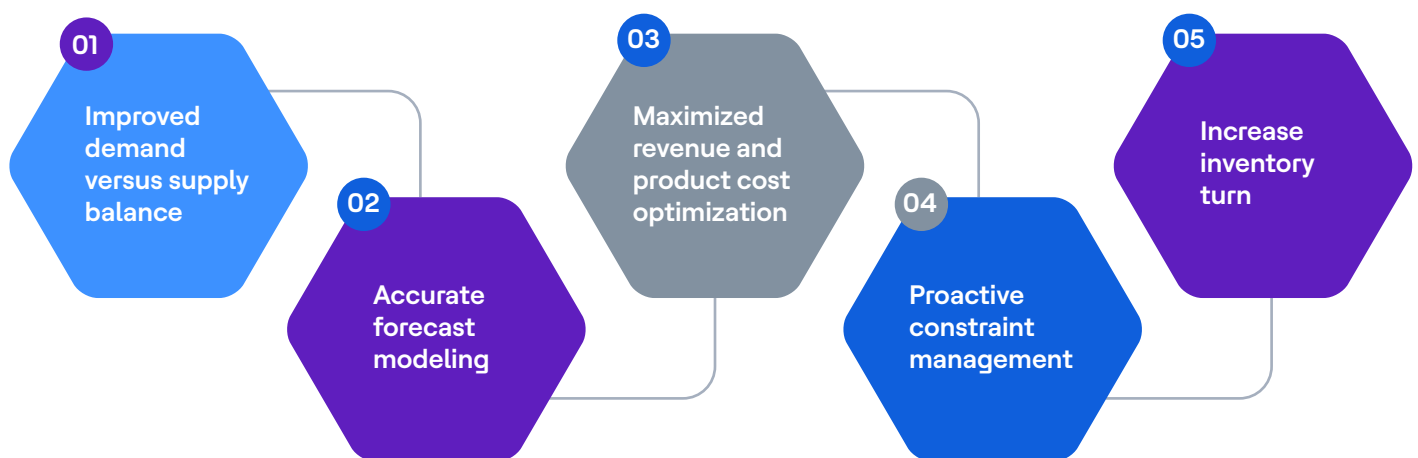 01
Improved
demand
versus supply
balance
02
Accurate
forecast
modeling
03
Maximized
revenue and
product cost
optimization
04
Proactive
constraint
management
05
Increase
inventory
turn